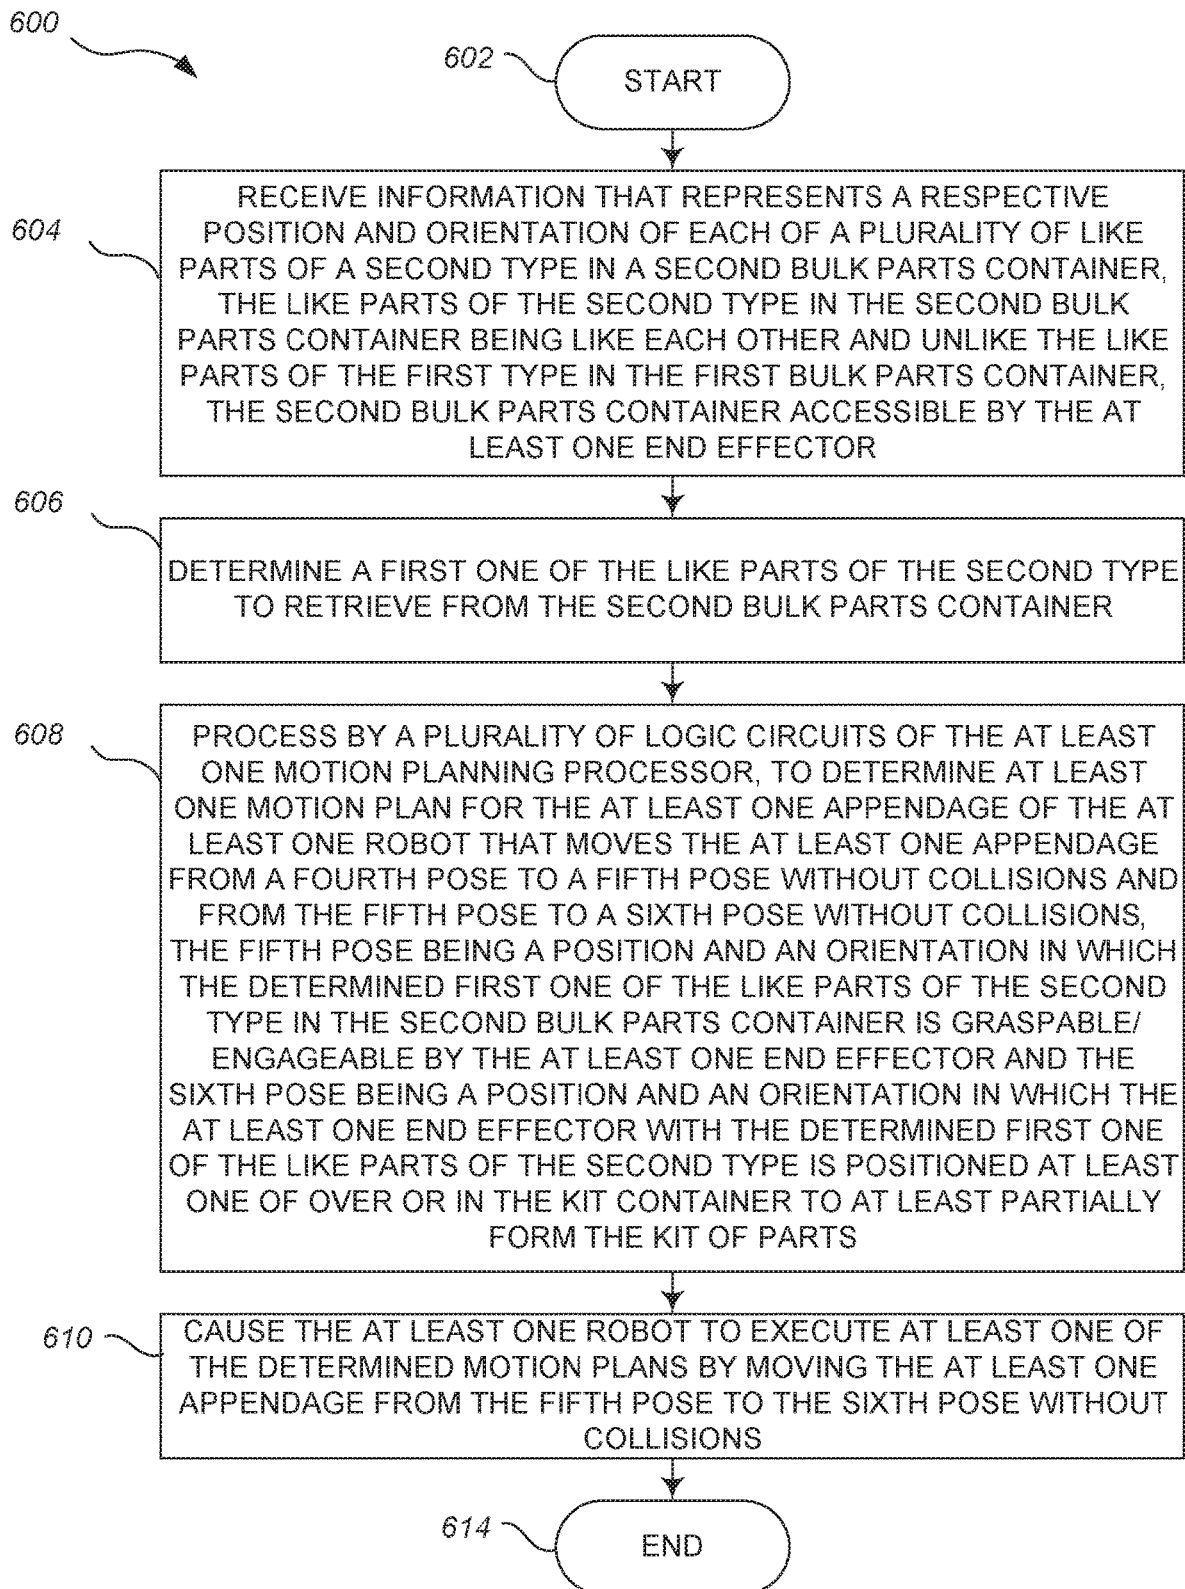 600
602
START
604
RECEIVE INFORMATION THAT REPRESENTS A RESPECTIVE
POSITION AND ORIENTATION OF EACH OF A PLURALITY OF LIKE
PARTS OF A SECOND TYPE IN A SECOND BULK PARTS CONTAINER,
THE LIKE PARTS OF THE SECOND TYPE IN THE SECOND BULK
PARTS CONTAINER BEING LIKE EACH OTHER AND UNLIKE THE LIKE
PARTS OF THE FIRST TYPE IN THE FIRST BULK PARTS CONTAINER,
THE SECOND BULK PARTS CONTAINER ACCESSIBLE BY THE AT
LEAST ONE END EFFECTOR
606
DETERMINE A FIRST ONE OF THE LIKE PARTS OF THE SECOND TYPE
TO RETRIEVE FROM THE SECOND BULK PARTS CONTAINER
608
PROCESS BY A PLURALITY OF LOGIC CIRCUITS OF THE AT LEAST
ONE MOTION PLANNING PROCESSOR, TO DETERMINE AT LEAST
ONE MOTION PLAN FOR THE AT LEAST ONE APPENDAGE OF THE AT
LEAST ONE ROBOT THAT MOVES THE AT LEAST ONE APPENDAGE
FROM A FOURTH POSE TO A FIFTH POSE WITHOUT COLLISIONS AND
FROM THE FIFTH POSE TO A SIXTH POSE WITHOUT COLLISIONS,
THE FIFTH POSE BEING A POSITION AND AN ORIENTATION IN WHICH
THE DETERMINED FIRST ONE OF THE LIKE PARTS OF THE SECOND
TYPE IN THE SECOND BULK PARTS CONTAINER IS GRASPABLE/
ENGAGEABLE BY THE AT LEAST ONE END EFFECTOR AND THE
SIXTH POSE BEING A POSITION AND AN ORIENTATION IN WHICH THE
AT LEAST ONE END EFFECTOR WITH THE DETERMINED FIRST ONE
OF THE LIKE PARTS OF THE SECOND TYPE IS POSITIONED AT LEAST
ONE OF OVER OR IN THE KIT CONTAINER TO AT LEAST PARTIALLY
FORM THE KIT OF PARTS
610
CAUSE THE AT LEAST ONE ROBOT TO EXECUTE AT LEAST ONE OF
THE DETERMINED MOTION PLANS BY MOVING THE AT LEAST ONE
APPENDAGE FROM THE FIFTH POSE TO THE SIXTH POSE WITHOUT
COLLISIONS
614
END